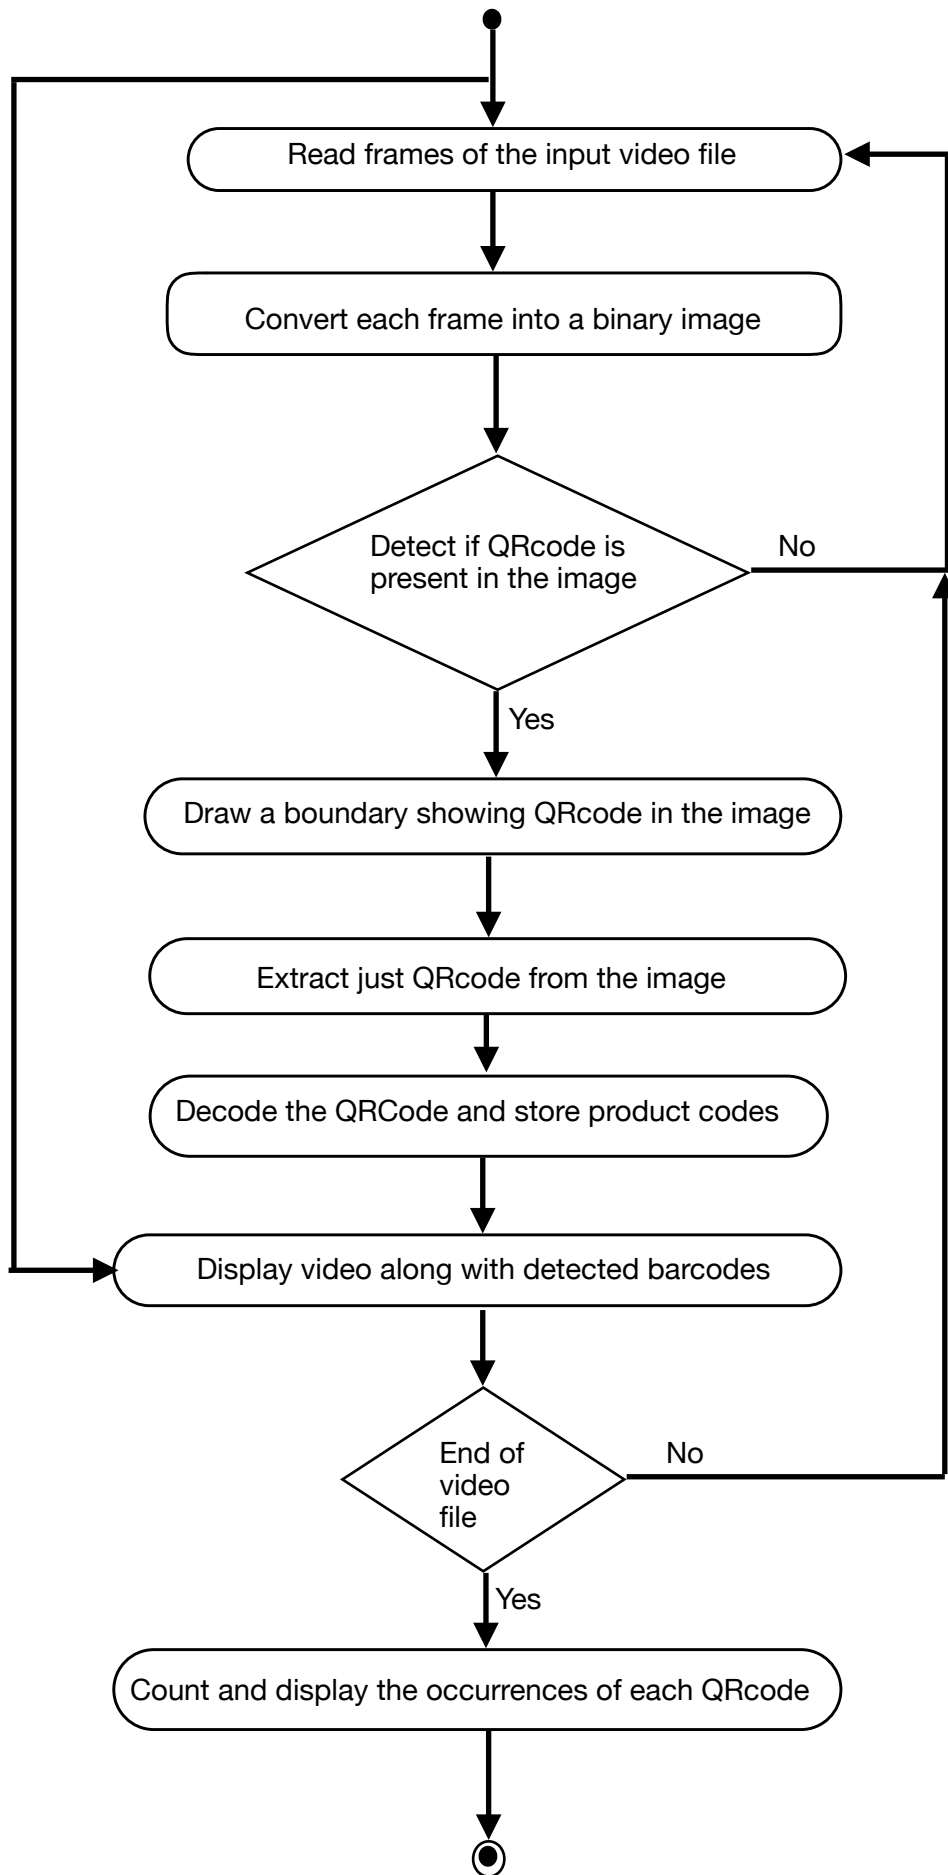 Read frames of the input video file
Convert each frame into a binary image
Detect if QRcode is
present in the image
No
Yes
Draw a boundary showing QRcode in the image
Extract just QRcode from the image
Decode the QRCode and store product codes
Display video along with detected barcodes
End of
video
file
No
Yes
Count and display the occurrences of each QRcode